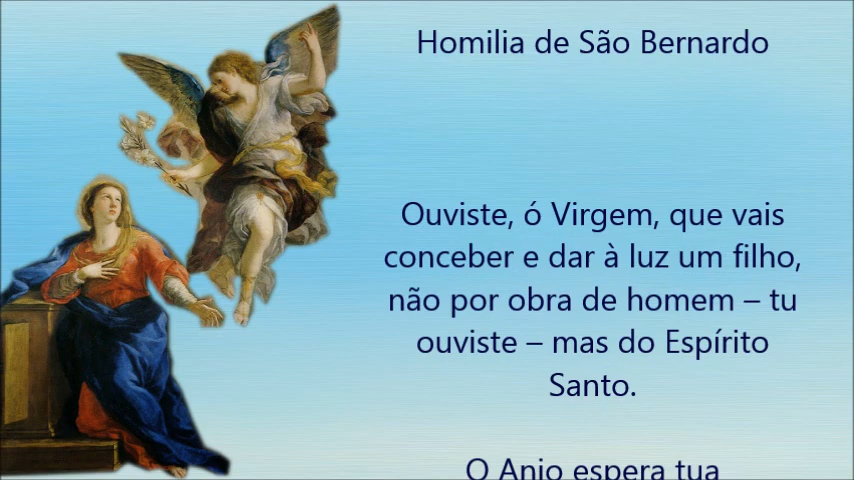 Homilia de São Bernardo
Ouviste, ó Virgem, que vais
conceber e dar à luz um filho,
não por obra de homem – tu
ouviste – mas do Espírito
Santo.
O Anjo espera tua